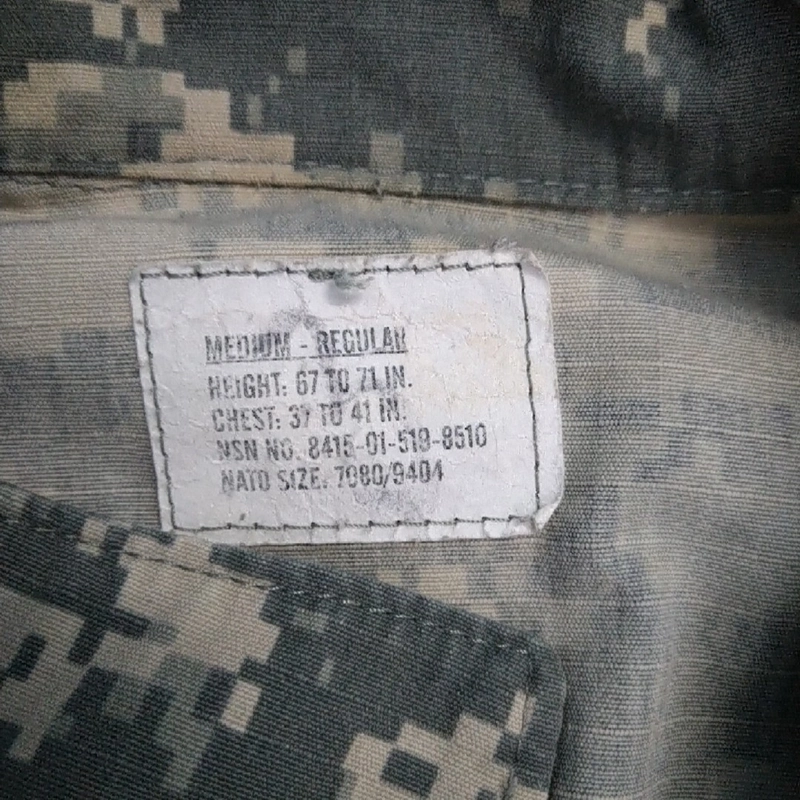 MEDIUM - REGULAR
HEIGHT: 67 TO 71 IN.
CHEST: 37 TO 41 IN.
NSN NO. 8415-01-519-8510
NATO SIZE. 7080/9404